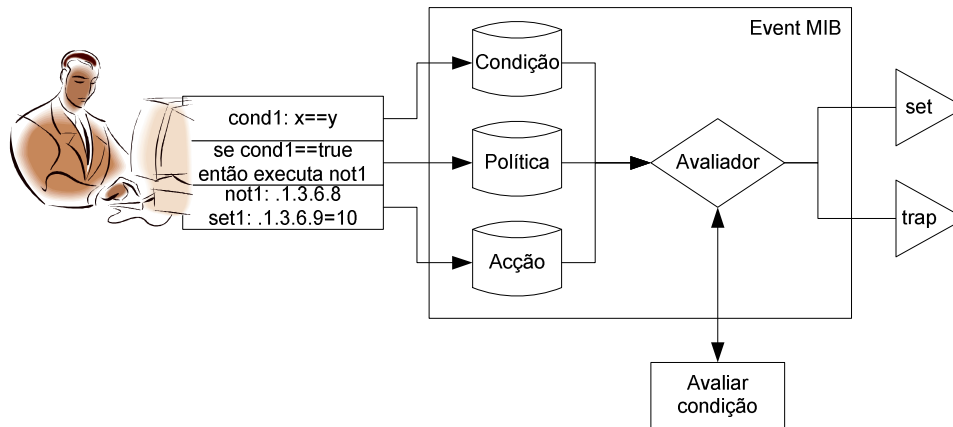 Event MIB
cond1: x==y
se cond1==true
então executa not1
not1: .1.3.6.8
set1: .1.3.6.9=10
Condição
Política
Acção
Avaliador
set
trap
Avaliar
condição